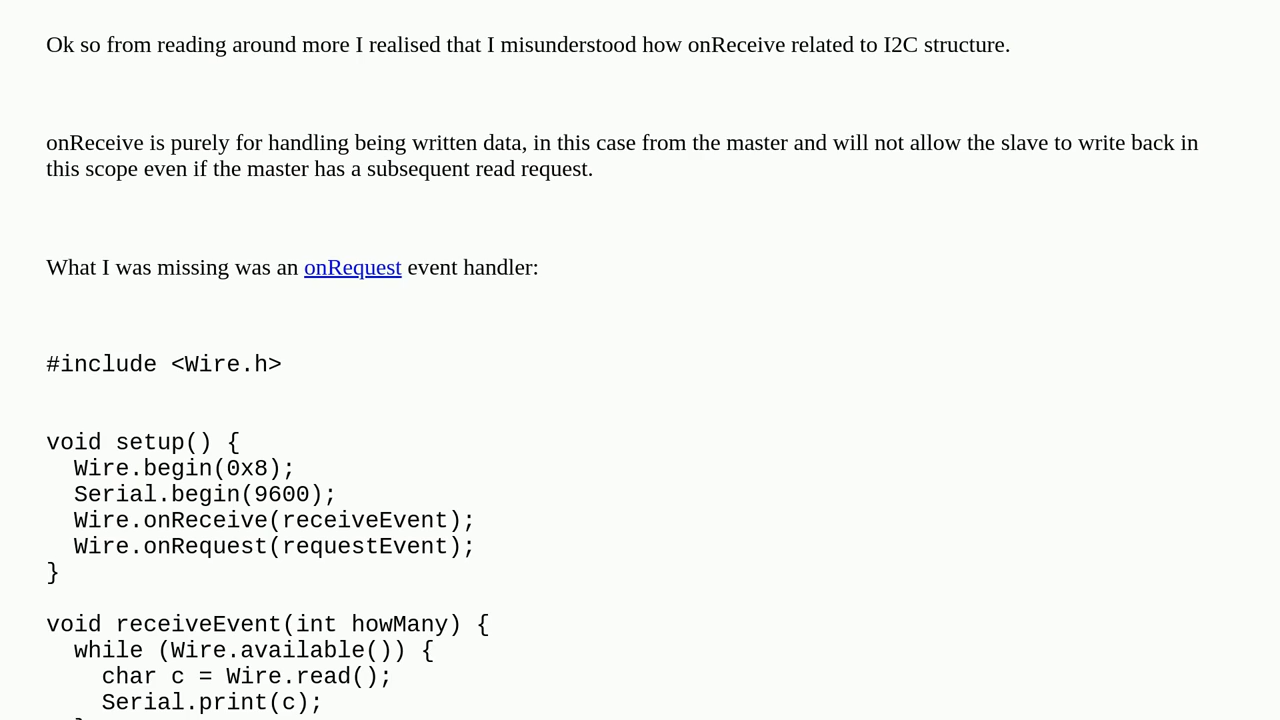 Ok so from reading around more I realised that I misunderstood how onReceive related to I2C structure.
onReceive is purely for handling being written data, in this case from the master and will not allow the slave to write back in
this scope even if the master has a subsequent read request.
What I was missing was an onRequest event handler:
#include <Wire.h>
void setup() {
  Wire.begin(0x8);
  Serial.begin(9600);
  Wire.onReceive(receiveEvent);
  Wire.onRequest(requestEvent);
}
void receiveEvent(int howMany) {
  while (Wire.available()) {
    char c = Wire.read();
    Serial.print(c);
  }